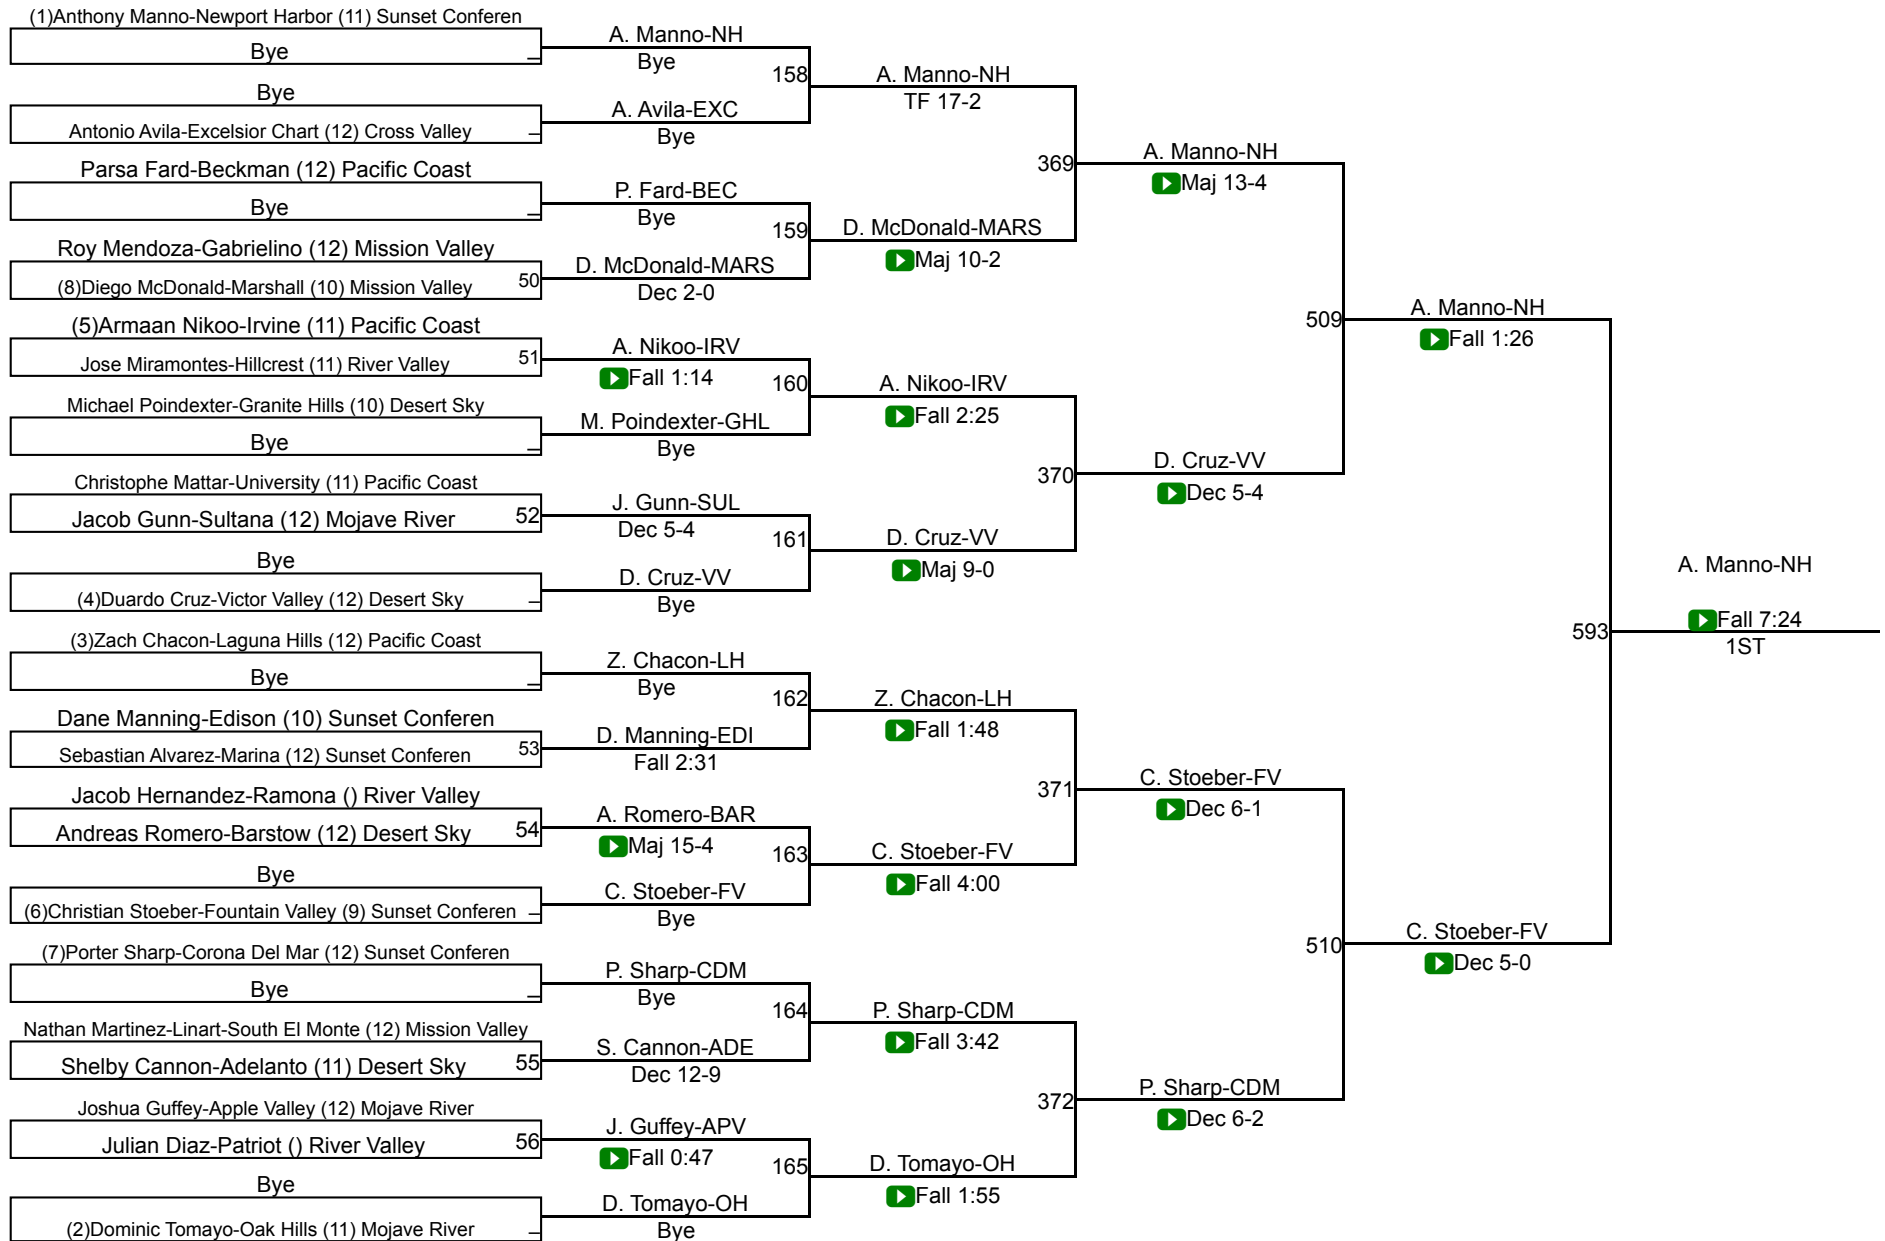 (1)Anthony Manno-Newport Harbor (11) Sunset Conferen
Bye
Bye
Antonio Avila-Excelsior Chart (12) Cross Valley
Parsa Fard-Beckman (12) Pacific Coast
Bye
Roy Mendoza-Gabrielino (12) Mission Valley
(8)Diego McDonald-Marshall (10) Mission Valley 50
(5)Armaan Nikoo-Irvine (11) Pacific Coast
Jose Miramontes-Hillcrest (11) River Valley 51
Michael Poindexter-Granite Hills (10) Desert Sky
Bye
Christophe Mattar-University (11) Pacific Coast
Jacob Gunn-Sultana (12) Mojave River 52
Bye
(4)Duardo Cruz-Victor Valley (12) Desert Sky
(3)Zach Chacon-Laguna Hills (12) Pacific Coast
Bye
Dane Manning-Edison (10) Sunset Conferen
Sebastian Alvarez-Marina (12) Sunset Conferen 53
Jacob Hernandez-Ramona () River Valley
Andreas Romero-Barstow (12) Desert Sky 54
Bye
(6)Christian Stoeber-Fountain Valley (9) Sunset Conferen
(7)Porter Sharp-Corona Del Mar (12) Sunset Conferen
Bye
Nathan Martinez-Linart-South El Monte (12) Mission Valley
Shelby Cannon-Adelanto (11) Desert Sky 55
Joshua Guffey-Apple Valley (12) Mojave River
Julian Diaz-Patriot () River Valley 56
Bye
(2)Dominic Tomayo-Oak Hills (11) Mojave River
A. Manno-NH
Bye
158
A. Avila-EXC
Bye
P. Fard-BEC
Bye
159
D. McDonald-MARS
Dec 2-0
A. Nikoo-IRV
Fall 1:14
160
M. Poindexter-GHL
Bye
J. Gunn-SUL
Dec 5-4
161
D. Cruz-VV
Bye
Z. Chacon-LH
Bye
162
D. Manning-EDI
Fall 2:31
A. Romero-BAR
Maj 15-4
163
C. Stoeber-FV
Bye
P. Sharp-CDM
Bye
164
S. Cannon-ADE
Dec 12-9
J. Guffey-APV
Fall 0:47
165
D. Tomayo-OH
Bye
A. Manno-NH
TF 17-2
369
D. McDonald-MARS
Maj 10-2
A. Nikoo-IRV
Fall 2:25
370
D. Cruz-VV
Maj 9-0
Z. Chacon-LH
Fall 1:48
371
C. Stoeber-FV
Fall 4:00
P. Sharp-CDM
Fall 3:42
372
D. Tomayo-OH
Fall 1:55
A. Manno-NH
Maj 13-4
509
D. Cruz-VV
Dec 5-4
C. Stoeber-FV
Dec 6-1
510
P. Sharp-CDM
Dec 6-2
A. Manno-NH
Fall 1:26
593
C. Stoeber-FV
Dec 5-0
A. Manno-NH
Fall 7:24
1ST